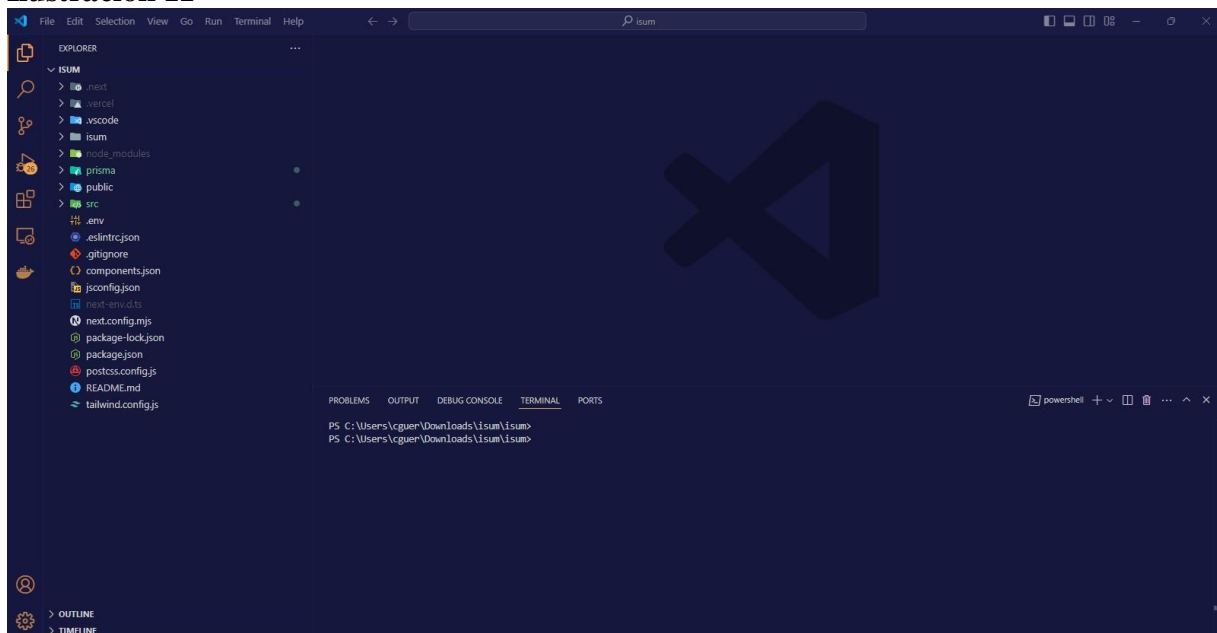 File Edit Selection View Go Run Terminal Help
isum
EXPLORER
ISUM
.next
.vercel
.vscode
isum
node_modules
prisma
public
src
.env
.eslintrc.json
.gitignore
components.json
jsconfig.json
next-env.d.ts
next.config.mjs
package-lock.json
package.json
postcss.config.js
README.md
tailwind.config.js
OUTLINE
TIMELINE
26
PROBLEMS OUTPUT DEBUG CONSOLE TERMINAL PORTS
powershell
PS C:\Users\cguer\Downloads\isum\isum>
PS C:\Users\cguer\Downloads\isum\isum>